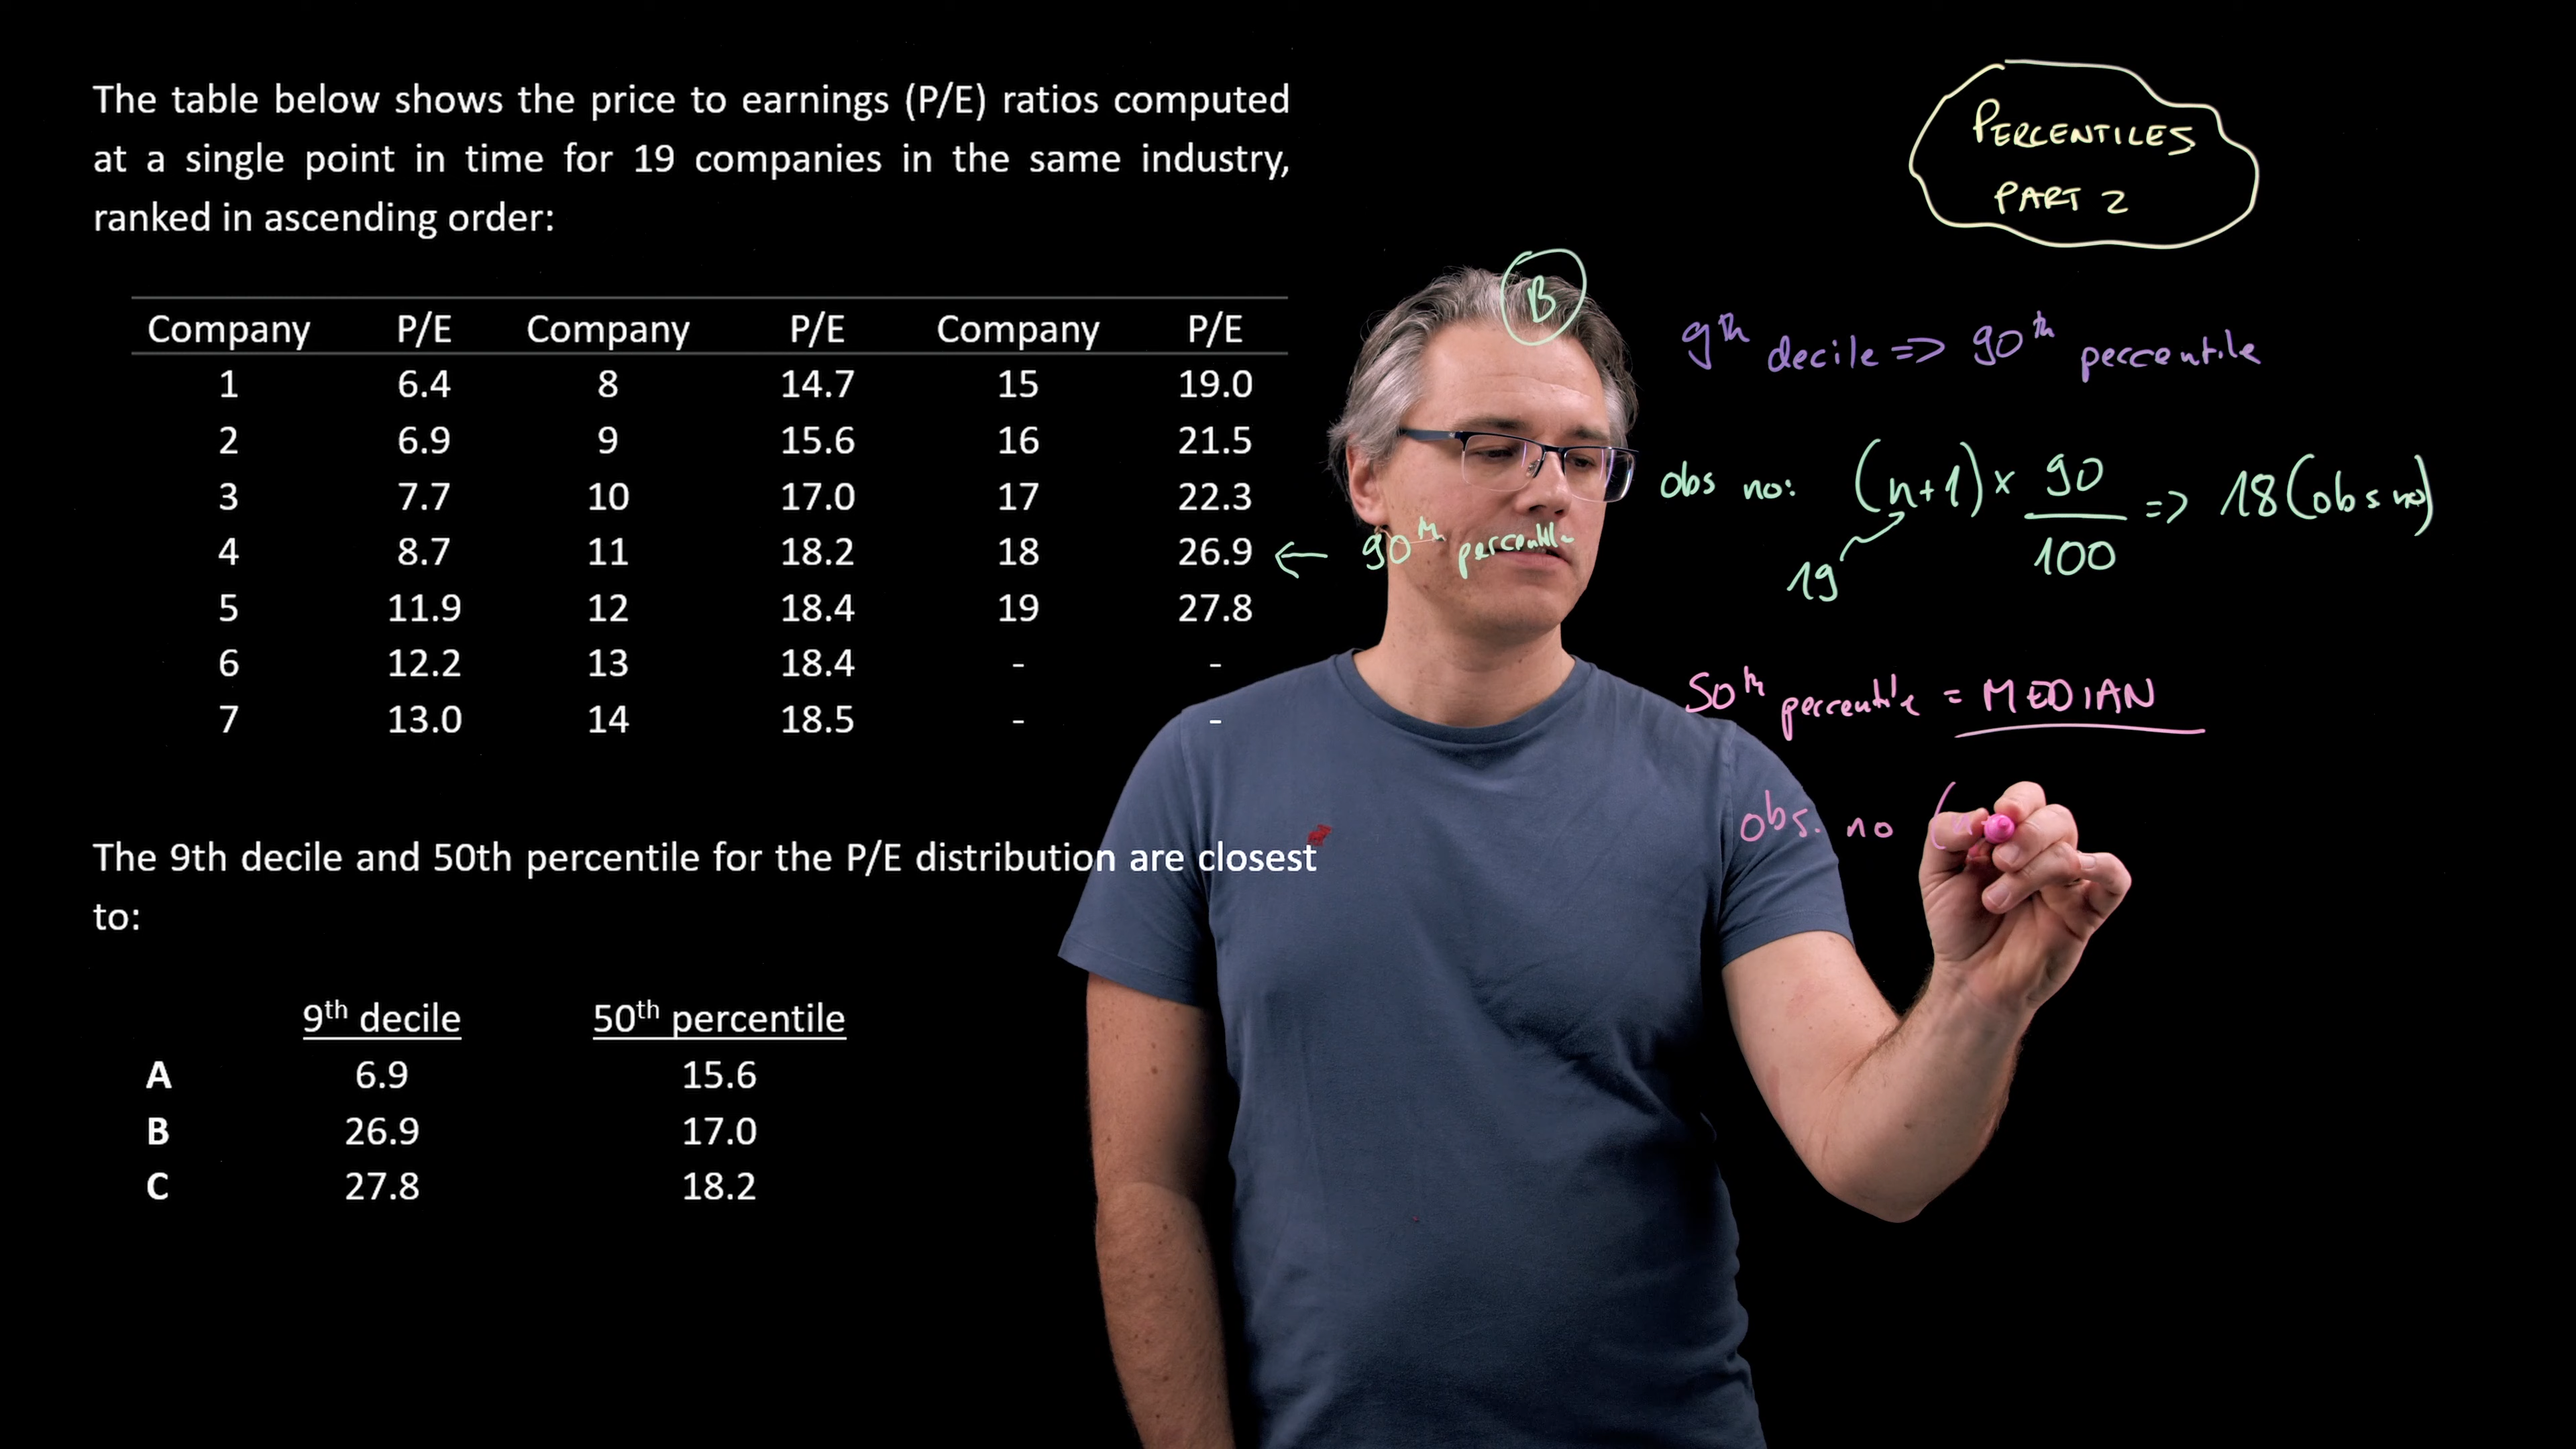 The table below shows the price to earnings (P/E) ratios computed
at a single point in time for 19 companies in the same industry,
ranked in ascending order:
Company P/E Company P/E Company P/E
1 6.4 8 14.7 15 19.0
2 6.9 9 15.6 16 21.5
3 7.7 10 17.0 17 22.3
4 8.7 11 18.2 18 26.9
5 11.9 12 18.4 19 27.8
6 12.2 13 18.4 - -
7 13.0 14 18.5 - -
← 90th percentile
The 9th decile and 50th percentile for the P/E distribution are closest
to:
9th decile 50th percentile
A 6.9 15.6
B 26.9 17.0
C 27.8 18.2
B
PERCENTILES
PART 2
9th decile => 90th percentile
obs no: (n+1) × 90/100 => 18 (obs no)
19
50th percentile = MEDIAN
obs. no (